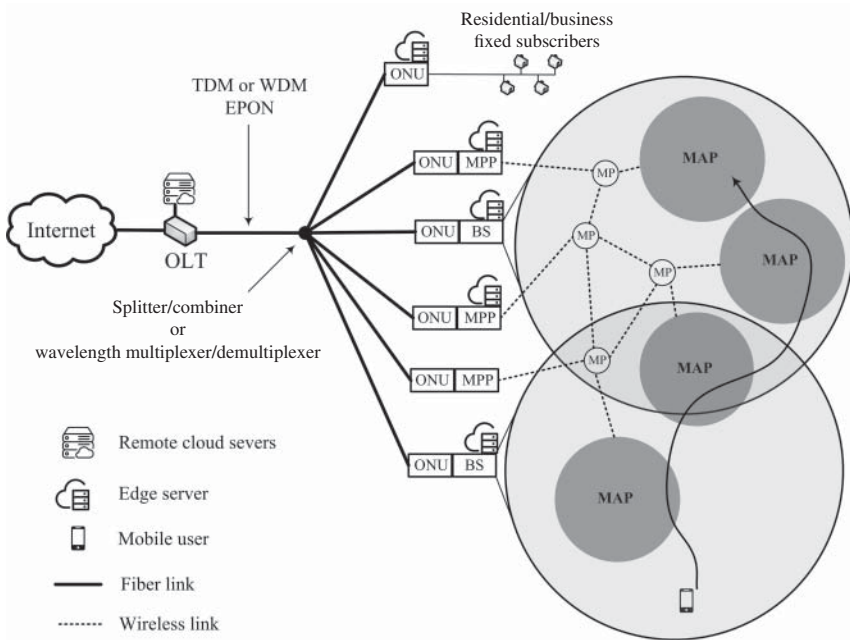 Residential/business
fixed subscribers
ONU
TDM or WDM
EPON
ONU MPP
MP
MAP
Internet
OLT
ONU BS
MP
MAP
MP
Splitter/combiner
or
wavelength multiplexer/demultiplexer
ONU MPP
MP
MAP
ONU MPP
ONU BS
MAP
Remote cloud severs
Edge server
Mobile user
Fiber link
Wireless link